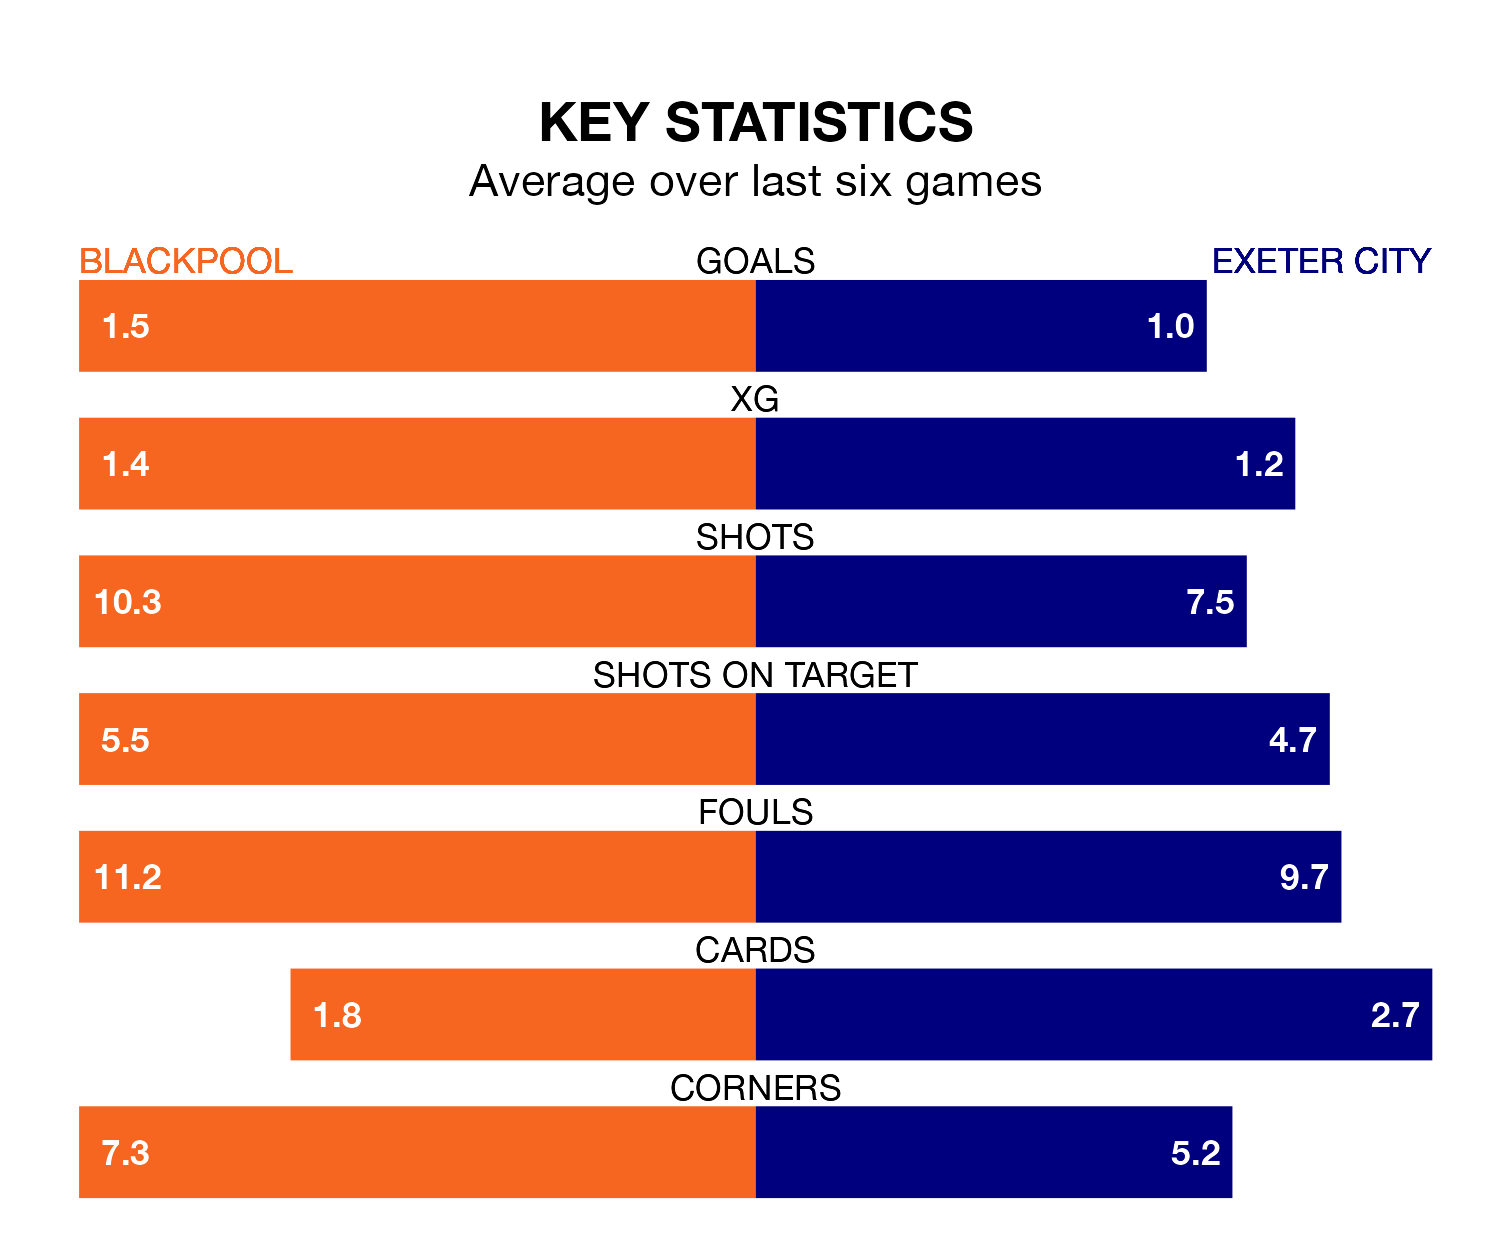 KEY STATISTICS
Average over last six games
BLACKPOOL GOALS EXETER CITY
1.5 1.0
XG
1.4 1.2
SHOTS
10.3 7.5
SHOTS ON TARGET
5.5 4.7
FOULS
11.2 9.7
CARDS
1.8 2.7
CORNERS
7.3 5.2